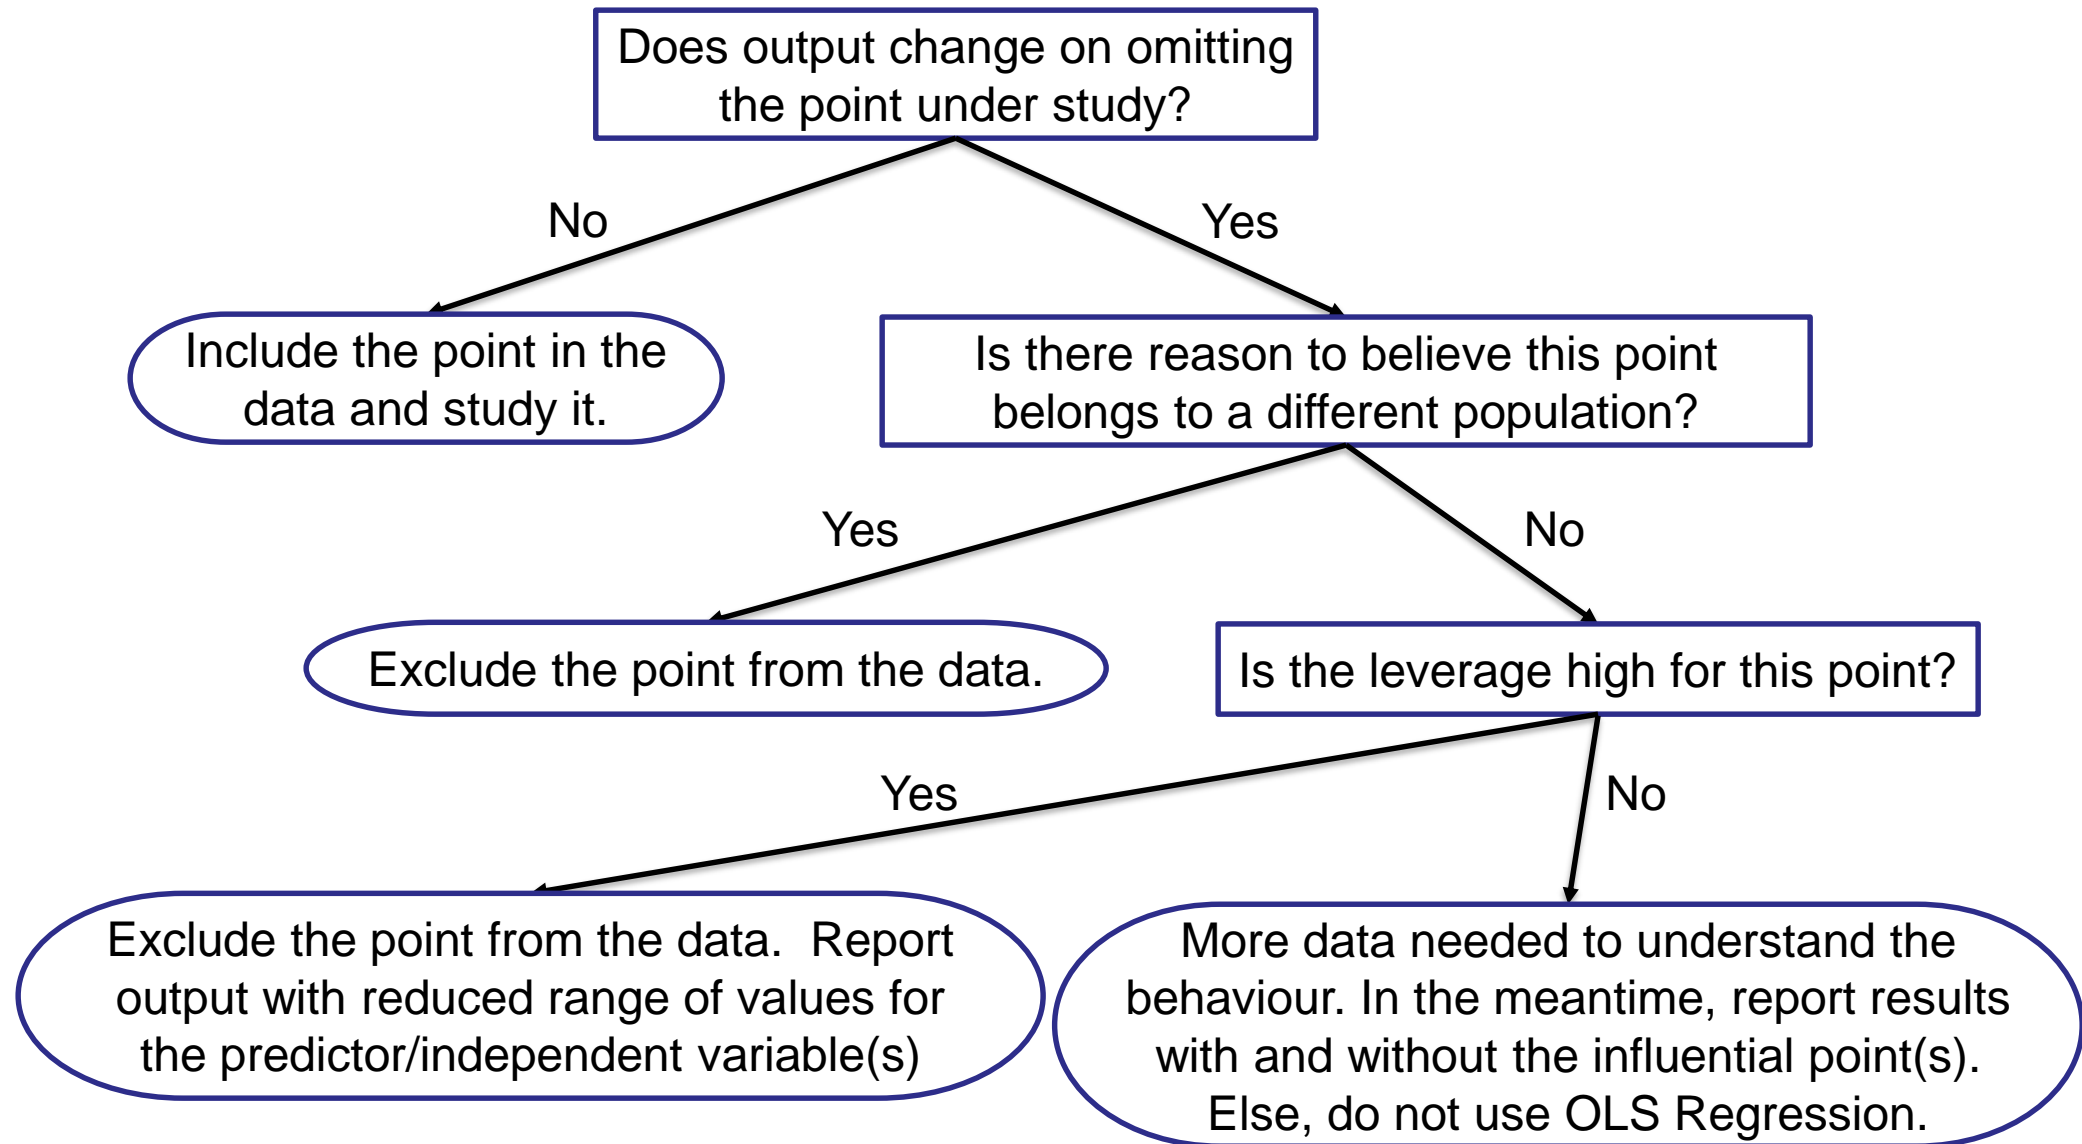 Does output change on omitting
the point under study?
No
Yes
Include the point in the
data and study it.
Is there reason to believe this point
belongs to a different population?
Yes
No
Exclude the point from the data.
Is the leverage high for this point?
Yes
No
Exclude the point from the data.  Report
output with reduced range of values for
the predictor/independent variable(s)
More data needed to understand the
behaviour. In the meantime, report results
with and without the influential point(s).
Else, do not use OLS Regression.